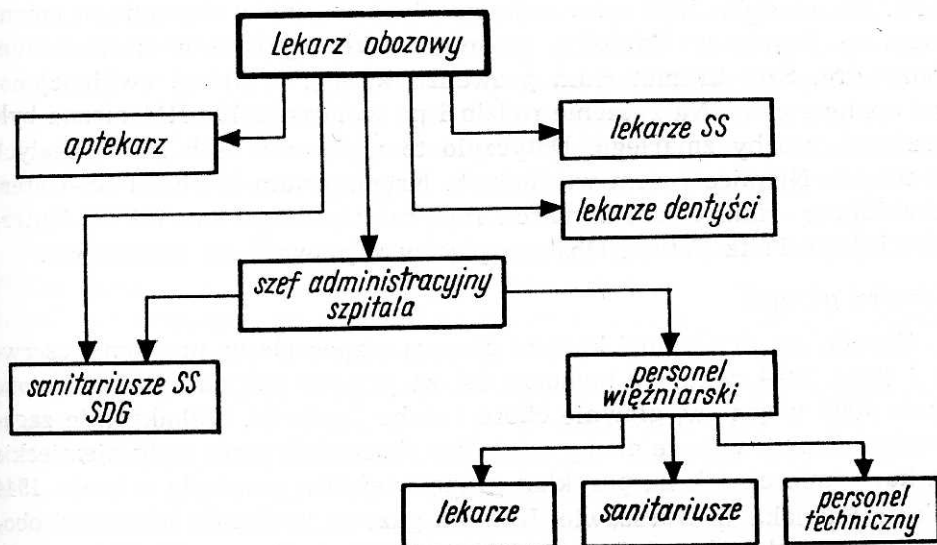 Lekarz obozowy
aptekarz
lekarze SS
lekarze dentyści
szef administracyjny
szpitala
sanitariusze SS
SDG
personel
więźniarski
lekarze
sanitariusze
personel
techniczny